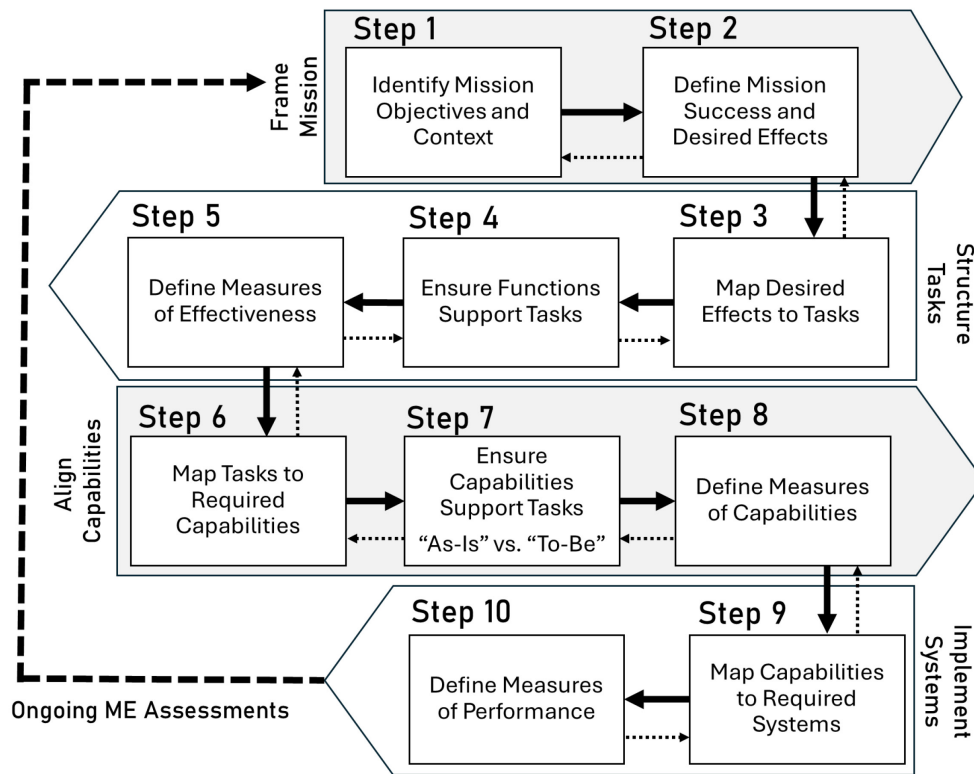 Frame
Mission
Step 1
Identify Mission
Objectives and
Context
Step 2
Define Mission
Success and
Desired Effects
Structure
Tasks
Step 3
Map Desired
Effects to Tasks
Step 4
Ensure Functions
Support Tasks
Step 5
Define Measures
of Effectiveness
Align
Capabilities
Step 6
Map Tasks to
Required
Capabilities
Step 7
Ensure
Capabilities
Support Tasks
“As-Is” vs. “To-Be”
Step 8
Define Measures
of Capabilities
Implement
Systems
Step 9
Map Capabilities
to Required
Systems
Step 10
Define Measures
of Performance
Ongoing ME Assessments